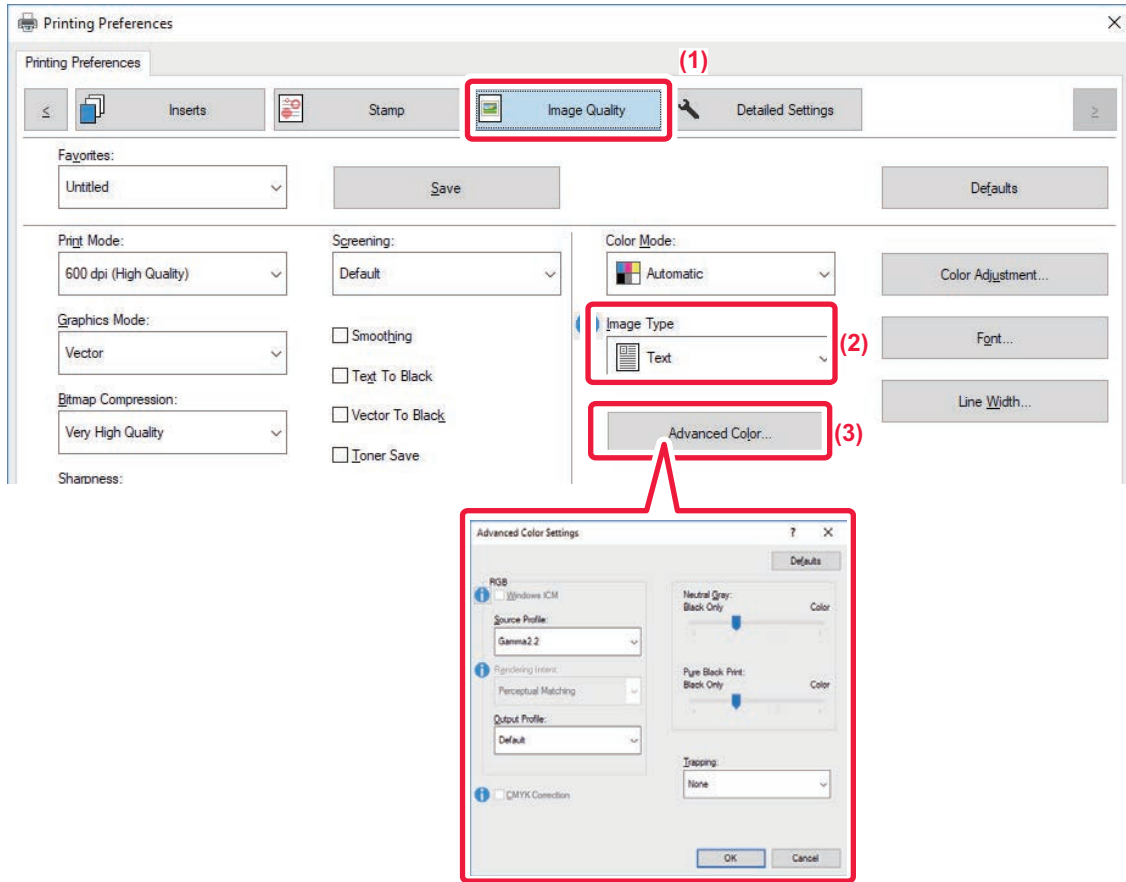 Printing Preferences
Printing Preferences
(1)
< Inserts Stamp Image Quality Detailed Settings >
Favorites:
Untitled Save Defaults
Print Mode: Screening: Color Mode:
600 dpi (High Quality) Default Automatic Color Adjustment...
Graphics Mode: Smoothing Image Type Font...
Vector Text Text To Black (2)
Bitmap Compression: Vector To Black Line Width...
Very High Quality Toner Save Advanced Color... (3)
Sharpness:
Advanced Color Settings ? X
Defaults
RGB
Windows ICM
Source Profile:
Gamma2.2
Rendering Intent:
Perceptual Matching
Output Profile:
Default
CMYK Correction
Neutral Gray:
Black Only Color
Pure Black Print:
Black Only Color
Trapping:
None
OK Cancel